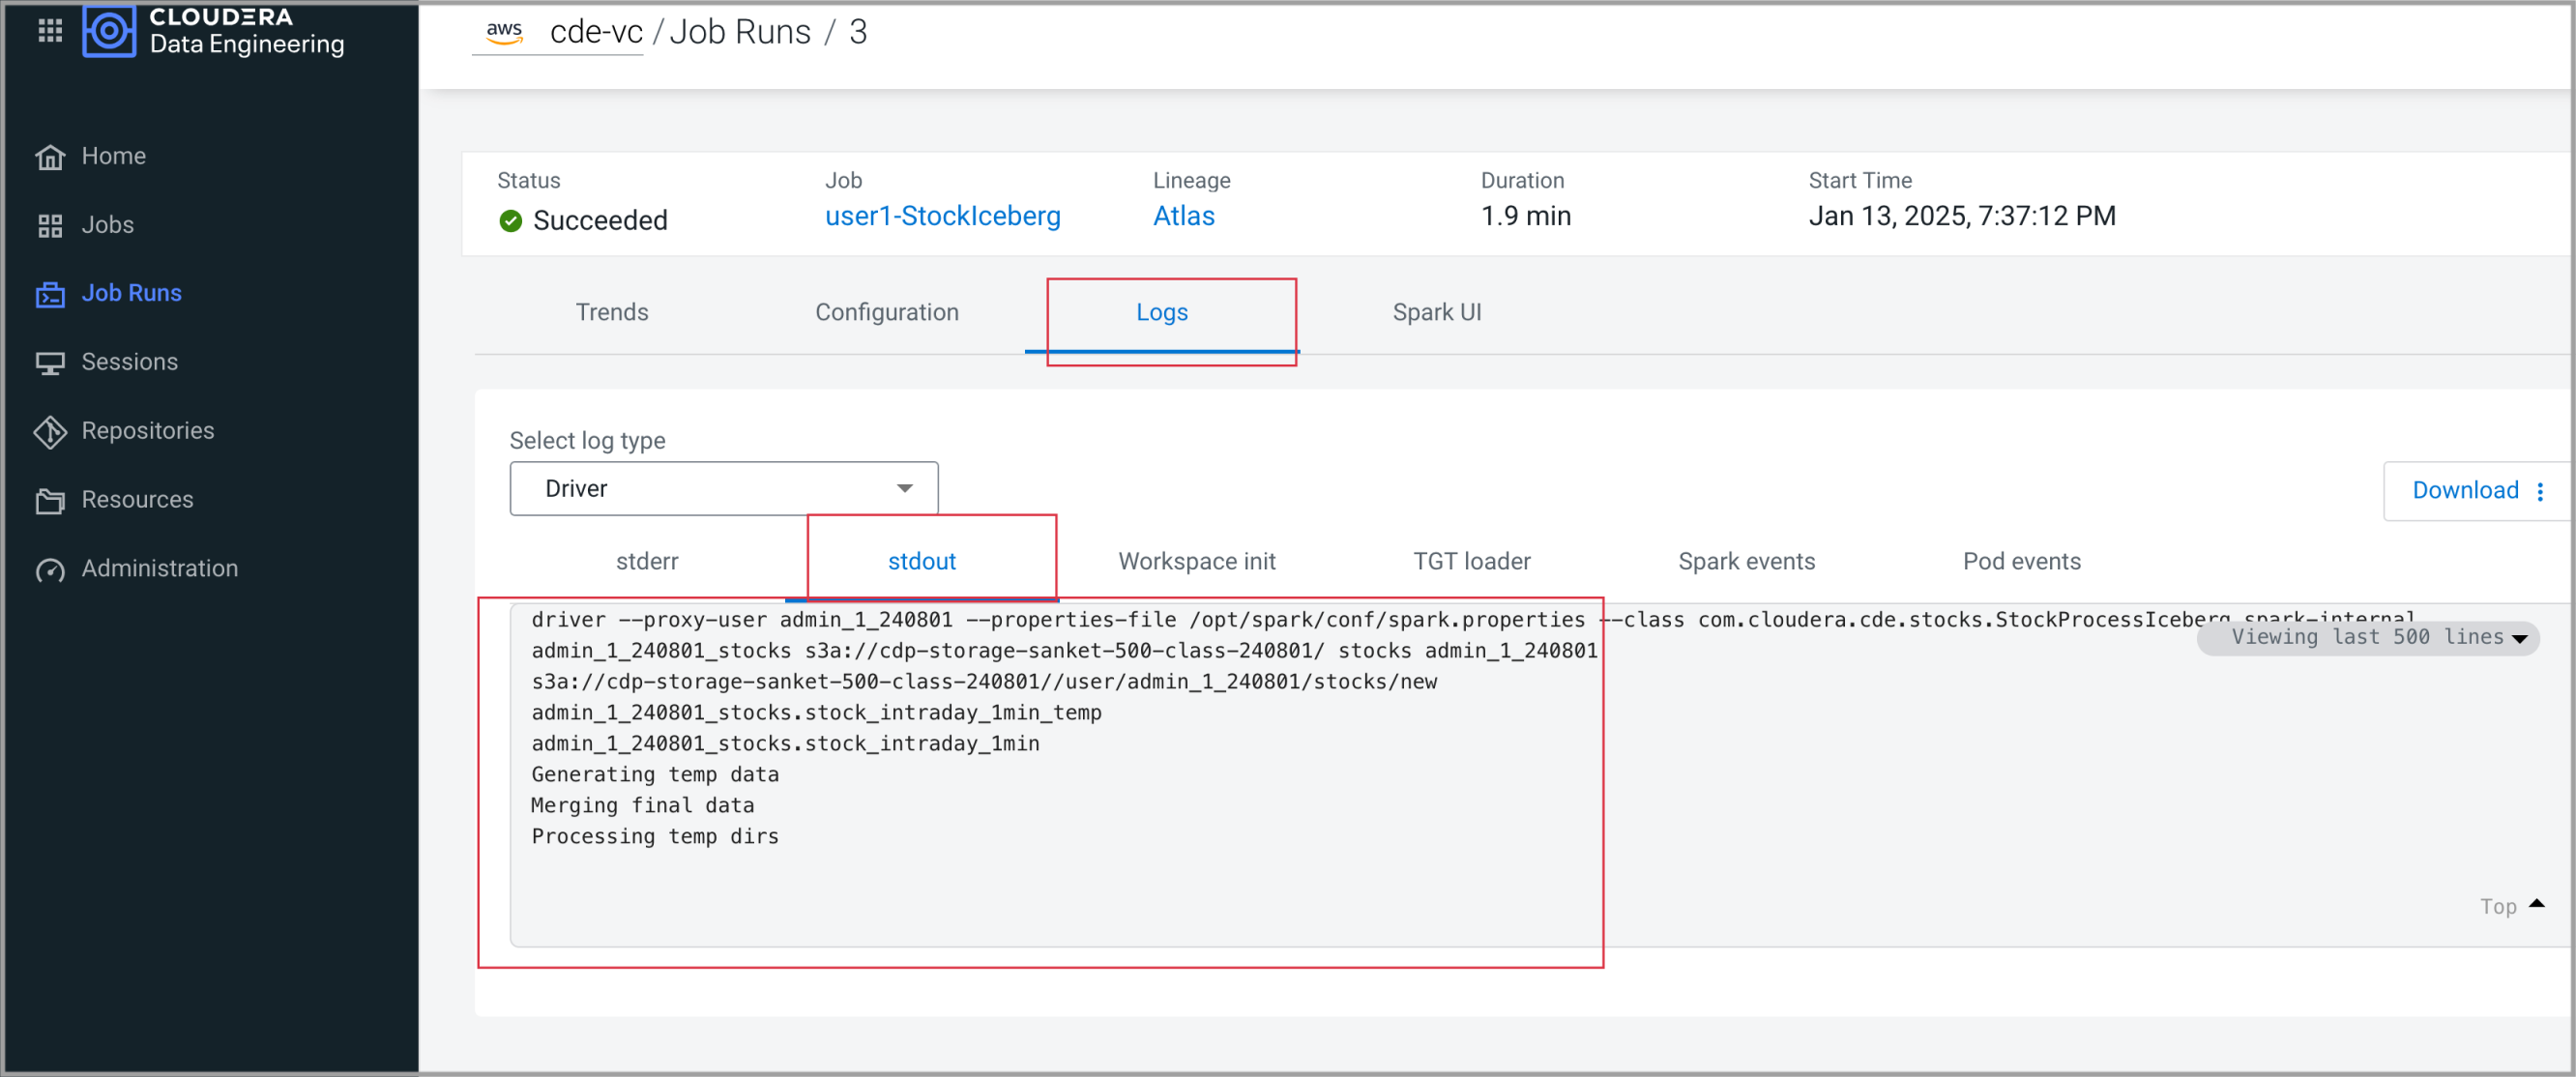 CLOUDERA
Data Engineering
aws cde-vc / Job Runs / 3
Home
Jobs
Job Runs
Sessions
Repositories
Resources
Administration
Status
Succeeded
Job
user1-StockIceberg
Lineage
Atlas
Duration
1.9 min
Start Time
Jan 13, 2025, 7:37:12 PM
Trends
Configuration
Logs
Spark UI
Select log type
Driver
Download
stderr
stdout
Workspace init
TGT loader
Spark events
Pod events
driver --proxy-user admin_1_240801 --properties-file /opt/spark/conf/spark.properties --class com.cloudera.cde.stocks.StockProcessIceberg spark-internal
Viewing last 500 lines
admin_1_240801_stocks s3a://cdp-storage-sanket-500-class-240801/ stocks admin_1_240801
s3a://cdp-storage-sanket-500-class-240801//user/admin_1_240801/stocks/new
admin_1_240801_stocks.stock_intraday_1min_temp
admin_1_240801_stocks.stock_intraday_1min
Generating temp data
Merging final data
Processing temp dirs
Top